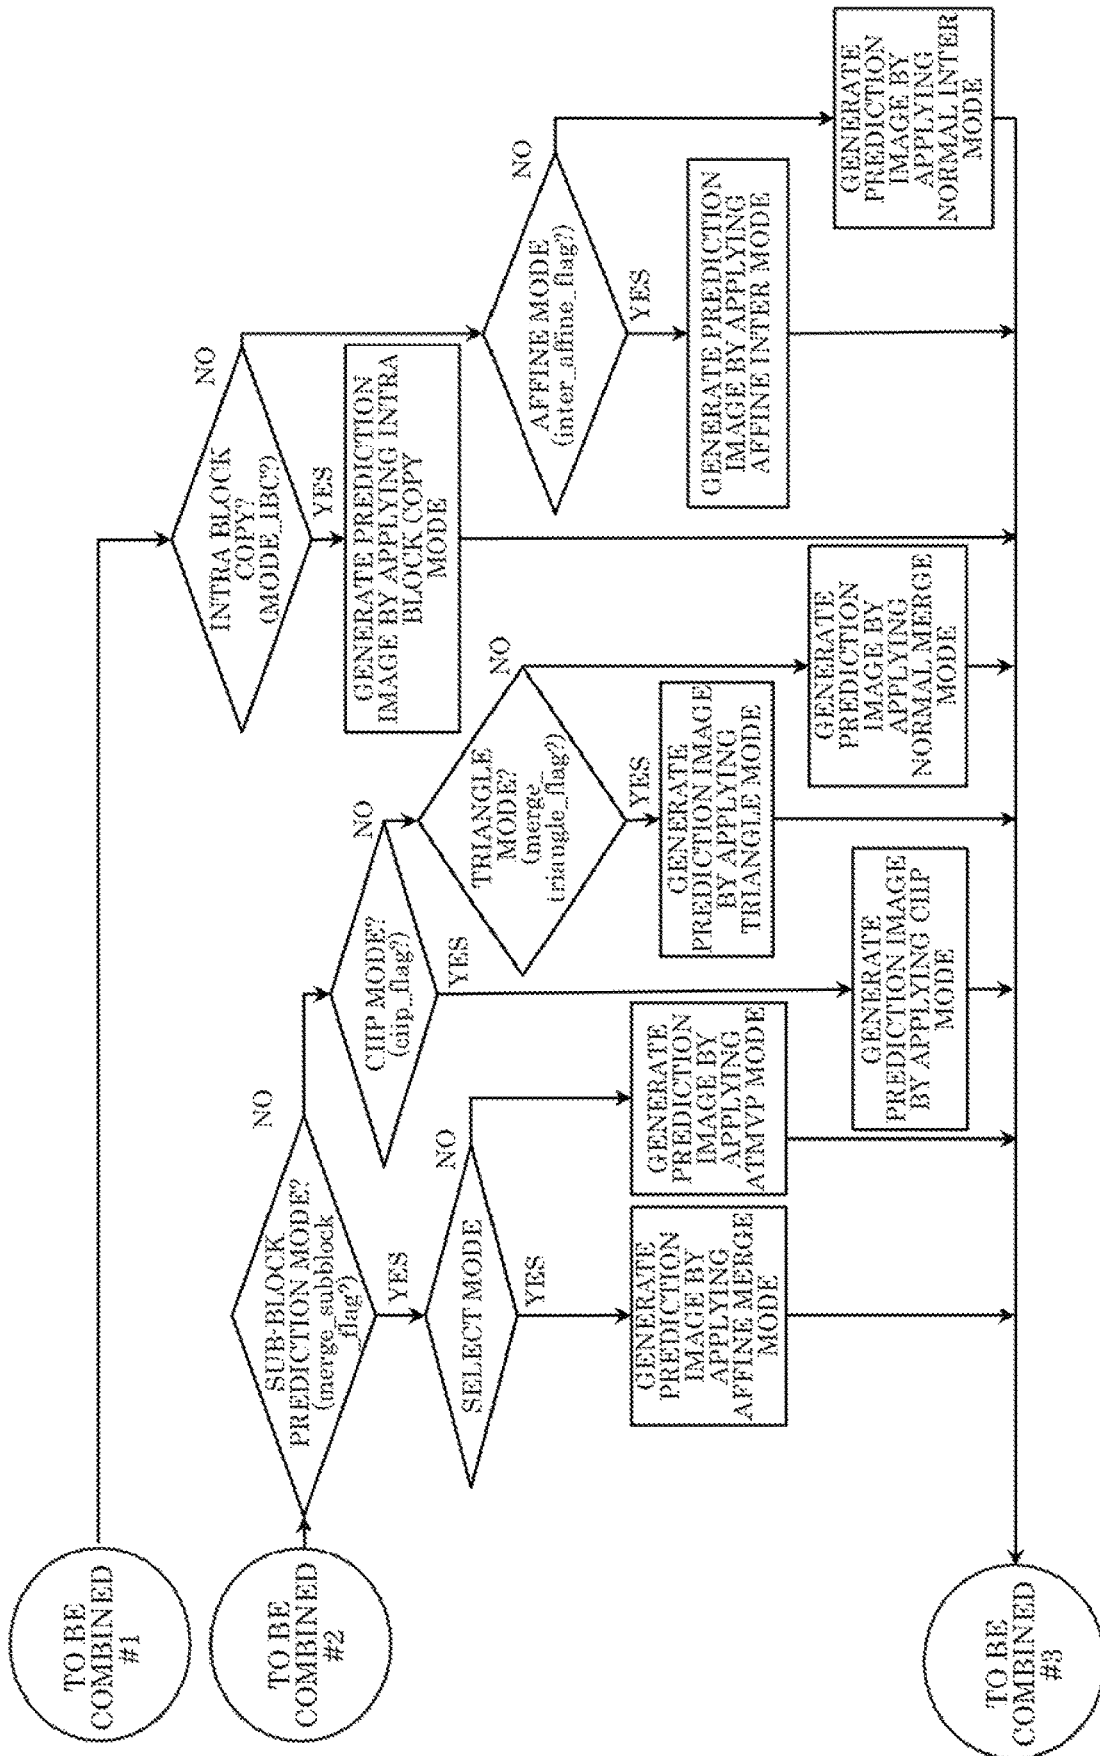 TO BE
COMBINED
#1
TO BE
COMBINED
#2
TO BE
COMBINED
#3
SUB-BLOCK
PREDICTION MODE?
(merge_subblock
_flag?)
NO
YES
SELECT MODE
NO
YES
GENERATE
PREDICTION
IMAGE BY
APPLYING
AFFINE MERGE
MODE
GENERATE
PREDICTION
IMAGE BY
APPLYING
ATMVP MODE
CIIP MODE?
(ciip_flag?)
NO
YES
GENERATE
PREDICTION IMAGE
BY APPLYING CIIP
MODE
TRIANGLE
MODE?
(merge_
triangle_flag?)
NO
YES
GENERATE
PREDICTION IMAGE
BY APPLYING
TRIANGLE MODE
GENERATE
PREDICTION
IMAGE BY
APPLYING
NORMAL MERGE
MODE
INTRA BLOCK
COPY?
(MODE_IBC?)
NO
YES
GENERATE PREDICTION
IMAGE BY APPLYING INTRA
BLOCK COPY
MODE
AFFINE MODE
(inter_affine_flag?)
NO
YES
GENERATE PREDICTION
IMAGE BY APPLYING
AFFINE INTER MODE
GENERATE
PREDICTION
IMAGE BY
APPLYING
NORMAL INTER
MODE